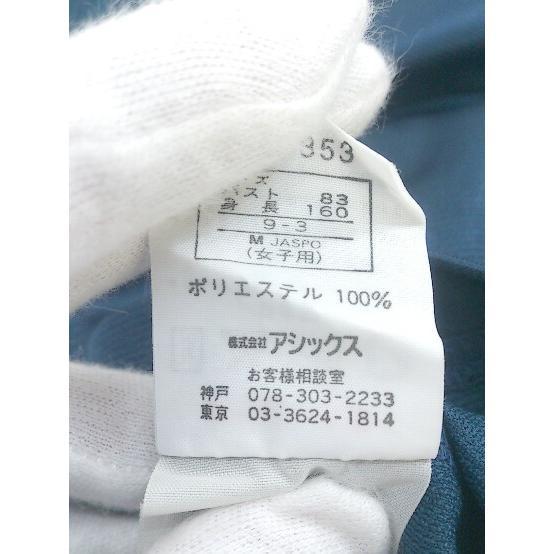 353
バスト 83
身長 160
9-3
M JASPO
(女子用)
ポリエステル 100%
株式会社 アシックス
お客様相談室
神戸 078-303-2233
東京 03-3624-1814